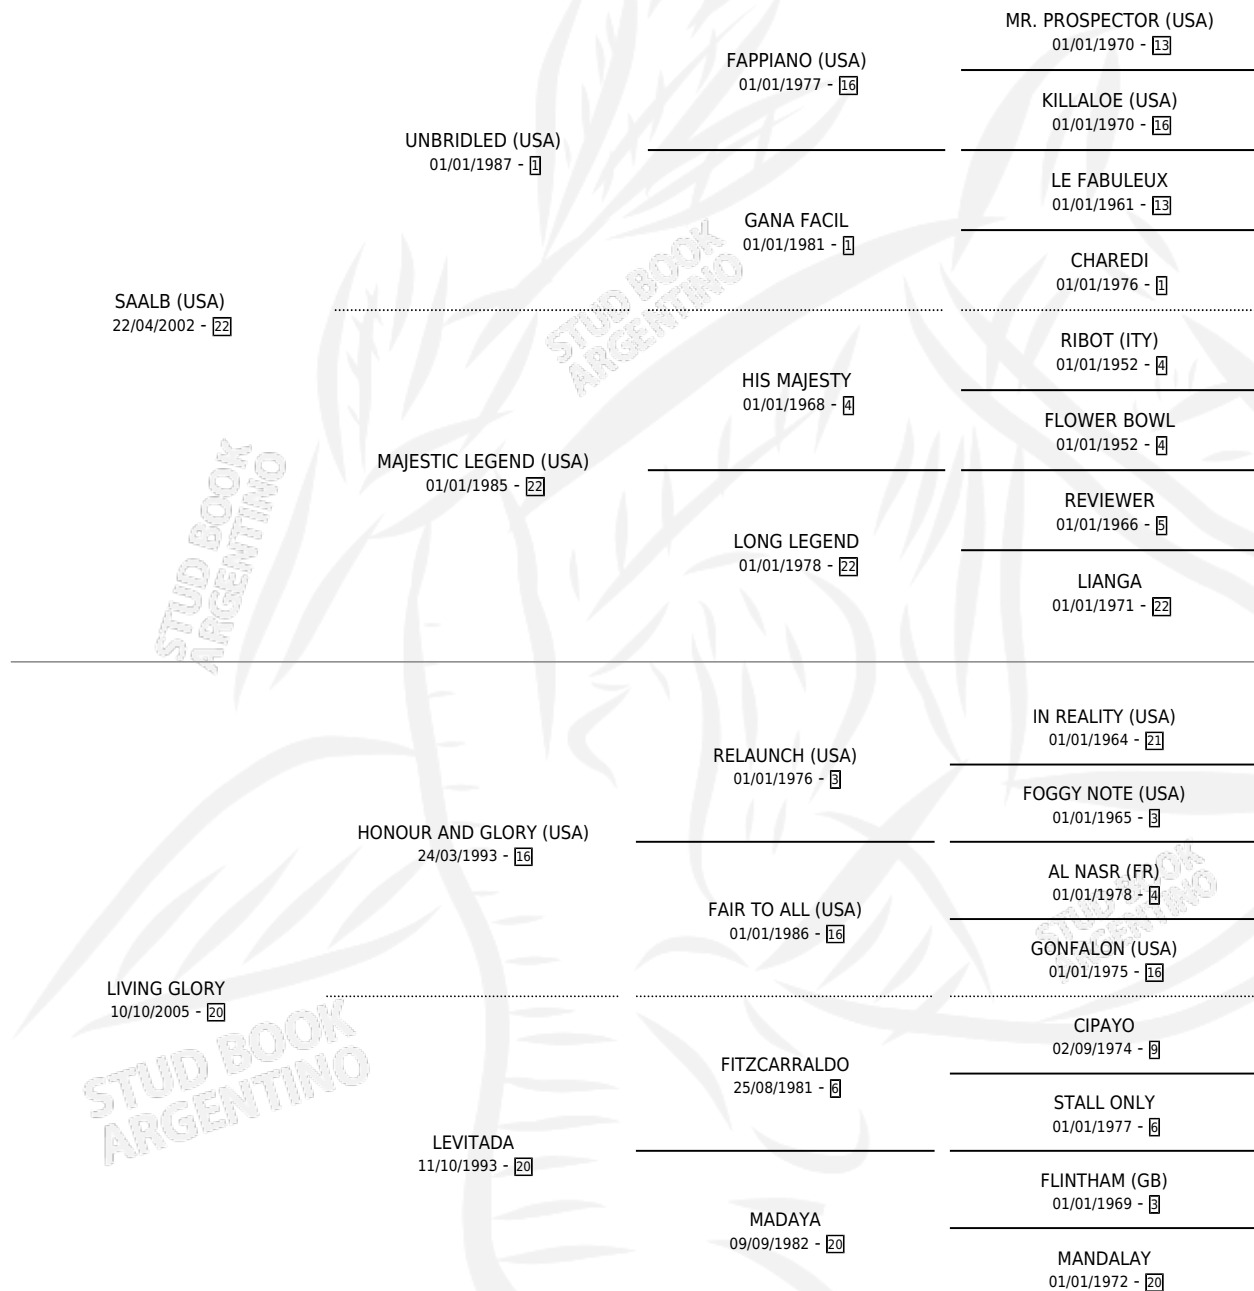 MR. PROSPECTOR (USA)
01/01/1970 - 13
FAPPIANO (USA)
01/01/1977 - 16
KILLALOE (USA)
01/01/1970 - 16
UNBRIDLED (USA)
01/01/1987 - 1
LE FABULEUX
01/01/1961 - 13
GANA FACIL
01/01/1981 - 1
CHAREDI
01/01/1976 - 1
SAALB (USA)
22/04/2002 - 22
STUD BOOK
ARGENTINO
RIBOT (ITY)
01/01/1952 - 4
HIS MAJESTY
01/01/1968 - 4
FLOWER BOWL
01/01/1952 - 4
MAJESTIC LEGEND (USA)
01/01/1985 - 22
REVIEWER
01/01/1966 - 5
LONG LEGEND
01/01/1978 - 22
LIANGA
01/01/1971 - 22
STUD BOOK
ARGENTINO
IN REALITY (USA)
01/01/1964 - 21
RELAUNCH (USA)
01/01/1976 - 3
FOGGY NOTE (USA)
01/01/1965 - 3
HONOUR AND GLORY (USA)
24/03/1993 - 16
AL NASR (FR)
01/01/1978 - 4
FAIR TO ALL (USA)
01/01/1986 - 16
STUD BOOK
ARGENTINO
GONFALON (USA)
01/01/1975 - 16
LIVING GLORY
10/10/2005 - 20
STUD BOOK
ARGENTINO
CIPAYO
02/09/1974 - 9
FITZCARRALDO
25/08/1981 - 6
STALL ONLY
01/01/1977 - 6
LEVITADA
11/10/1993 - 20
FLINTHAM (GB)
01/01/1969 - 3
MADAYA
09/09/1982 - 20
MANDALAY
01/01/1972 - 20